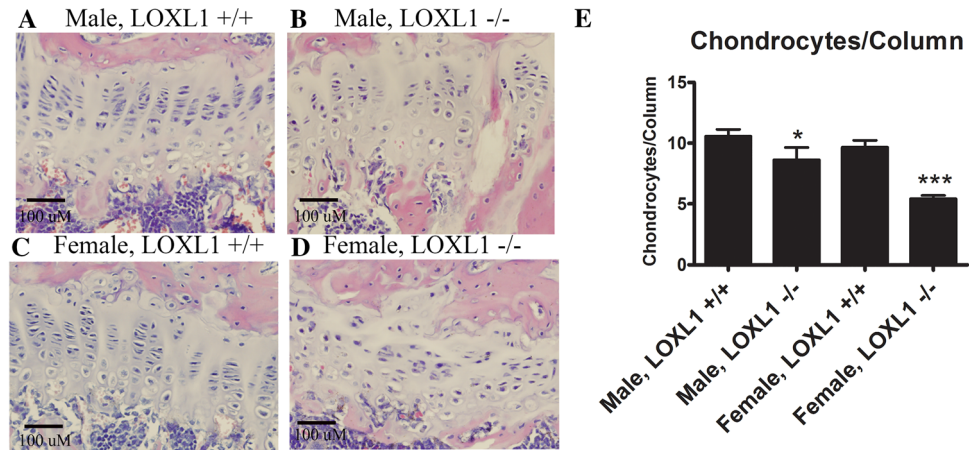 A Male, LOXL1 +/+
B Male, LOXL1 -/-
100 uM
100 uM
C Female, LOXL1 +/+
D Female, LOXL1 -/-
100 uM
100 uM
E
Chondrocytes/Column
Chondrocytes/Column
15
10
5
0
*
***
Male, LOXL1 +/+
Male, LOXL1 -/-
Female, LOXL1 +/+
Female, LOXL1 -/-